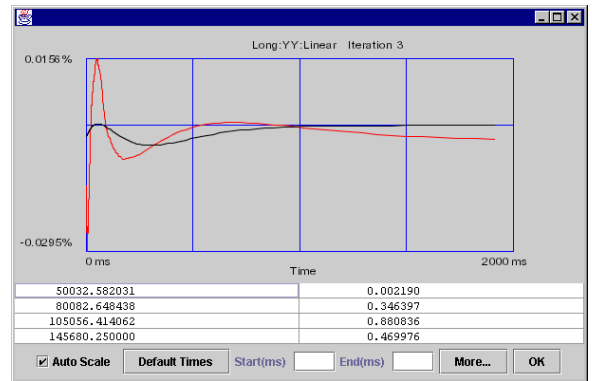 Long:YY:Linear Iteration 3
0.0156%
-0.0295%
0 ms
2000 ms
Time
50032.582031 0.002190
80082.648438 0.346397
105056.414062 0.880836
145680.250000 0.469976
Auto Scale Default Times Start(ms) End(ms) More... OK